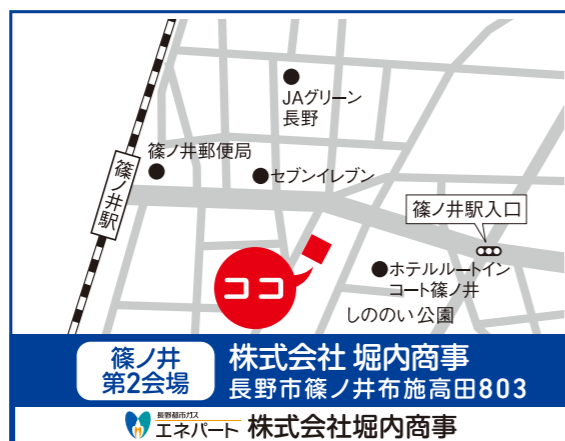 JAグリーン
長野
篠ノ井郵便局
セブンイレブン
篠ノ井駅
篠ノ井駅入口
ココ
ホテルルートイン
コート篠ノ井
しののい公園
篠ノ井
第2会場
株式会社 堀内商事
長野市篠ノ井布施高田803
長野都市ガス
エネパート 株式会社堀内商事